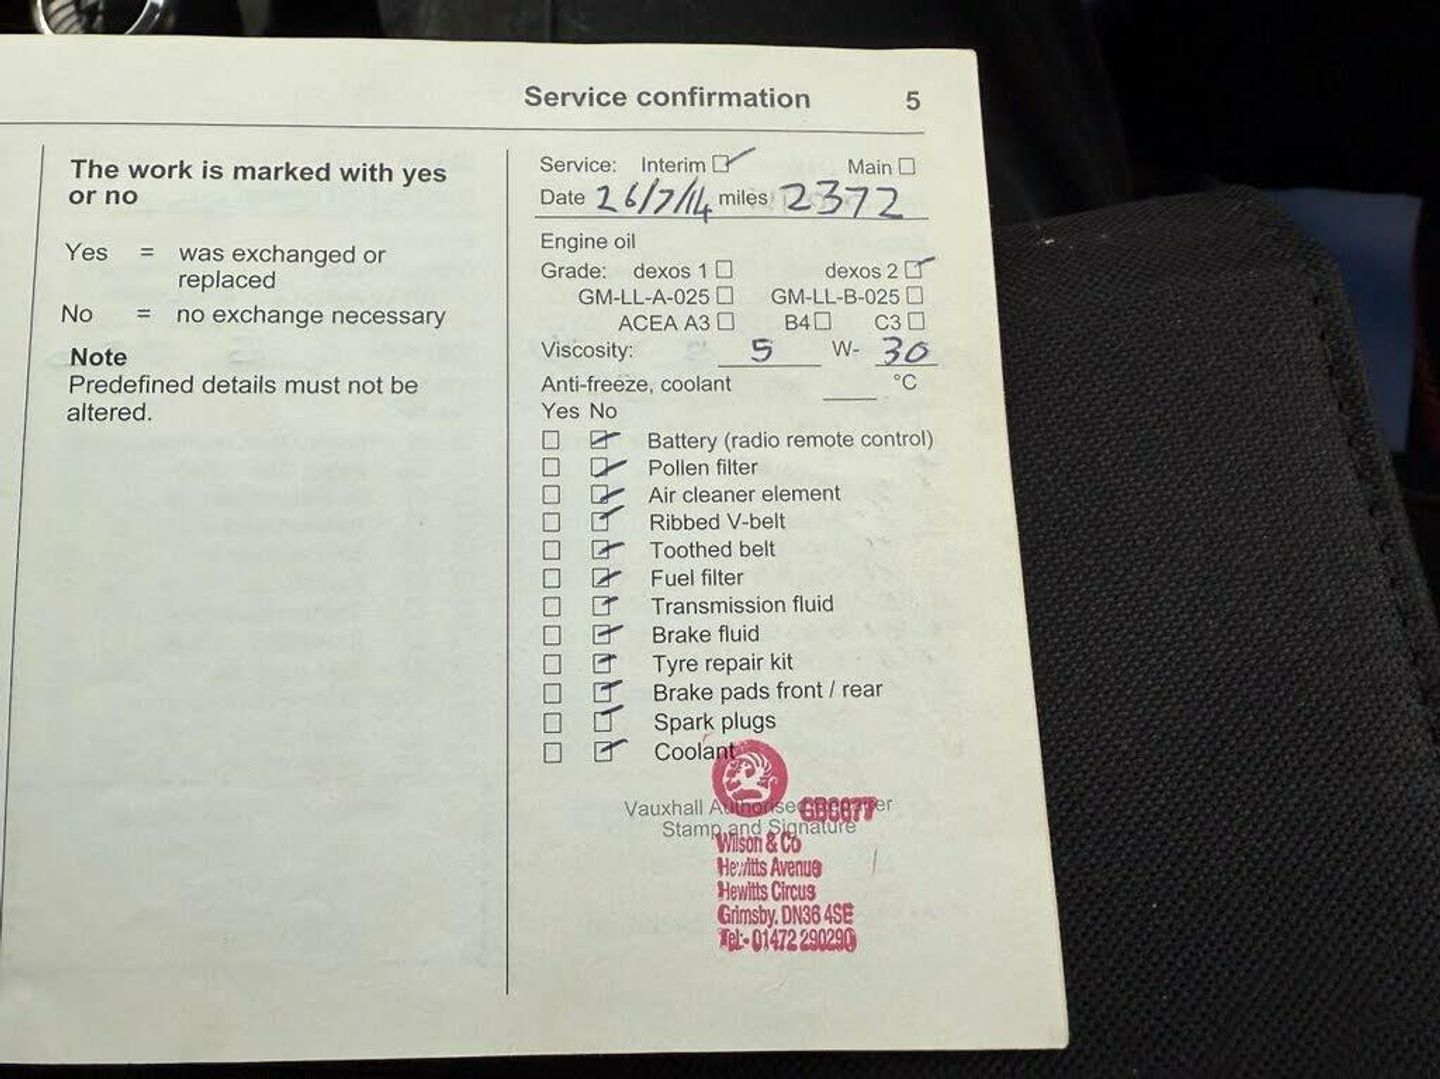 Service confirmation 5
The work is marked with yes
or no
Yes = was exchanged or
replaced
No = no exchange necessary
Note
Predefined details must not be
altered.
Service: Interim ☑ Main ☐
Date 26/7/14 miles 2372
Engine oil
Grade: dexos 1 ☐ dexos 2 ☑
GM-LL-A-025 ☐ GM-LL-B-025 ☐
ACEA A3 ☐ B4 ☐ C3 ☐
Viscosity: 5 W- 30
Anti-freeze, coolant ____ °C
Yes No
☐ ☑ Battery (radio remote control)
☐ ☑ Pollen filter
☐ ☑ Air cleaner element
☐ ☑ Ribbed V-belt
☐ ☑ Toothed belt
☐ ☑ Fuel filter
☐ ☑ Transmission fluid
☐ ☑ Brake fluid
☐ ☑ Tyre repair kit
☐ ☑ Brake pads front / rear
☐ ☑ Spark plugs
☐ ☑ Coolant
Vauxhall Authorised
Stamp and Signature
Wilson & Co
Hewitts Avenue
Hewitts Circus
Grimsby. DN36 4SE
Tel:- 01472 290290